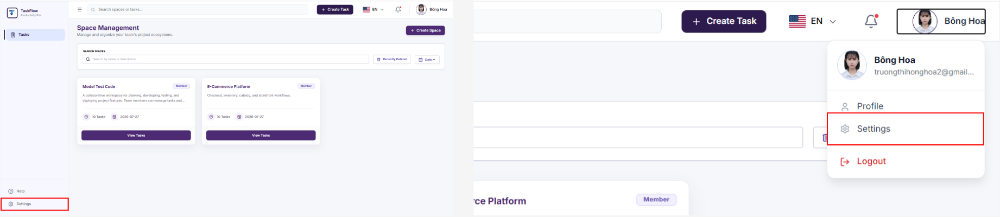 TaskFlow
Productivity Pro
Search spaces or tasks...
+ Create Task
EN
Bông Hoa
Tasks
Space Management
Manage and organize your team's project ecosystems.
+ Create Space
SEARCH SPACES
Search by name or description...
Recently Deleted
Date
Model Test Code
Member
A collaborative workspace for planning, developing, testing, and
deploying project features. Team members can manage tasks and...
10 Tasks
2026-07-27
View Tasks
E-Commerce Platform
Member
Checkout, inventory, catalog, and storefront workflows.
10 Tasks
2026-07-27
View Tasks
Help
Settings
+ Create Task
EN
Bông Hoa
Bông Hoa
truongthihonghoa2@gmail...
Profile
Settings
Logout
rce Platform
Member